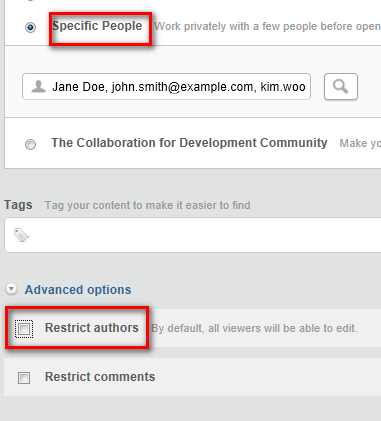 Specific People Work privately with a few people before open
Jane Doe, john.smith@example.com, kim.woo
The Collaboration for Development Community Make yo
Tags Tag your content to make it easier to find
Advanced options
Restrict authors By default, all viewers will be able to edit.
Restrict comments